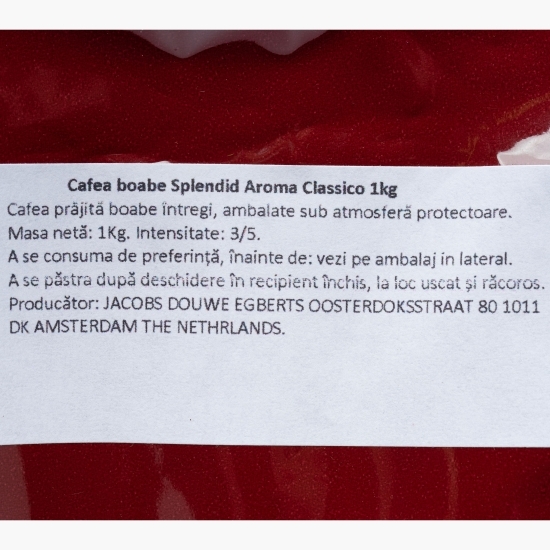 Cafea boabe Splendid Aroma Classico 1kg
Cafea prăjită boabe întregi, ambalate sub atmosferă protectoare.
Masa netă: 1Kg. Intensitate: 3/5.
A se consuma de preferință, înainte de: vezi pe ambalaj in lateral.
A se păstra după deschidere în recipient închis, la loc uscat și răcoros.
Producător: JACOBS DOUWE EGBERTS OOSTERDOKSSTRAAT 80 1011
DK AMSTERDAM THE NETHRLANDS.